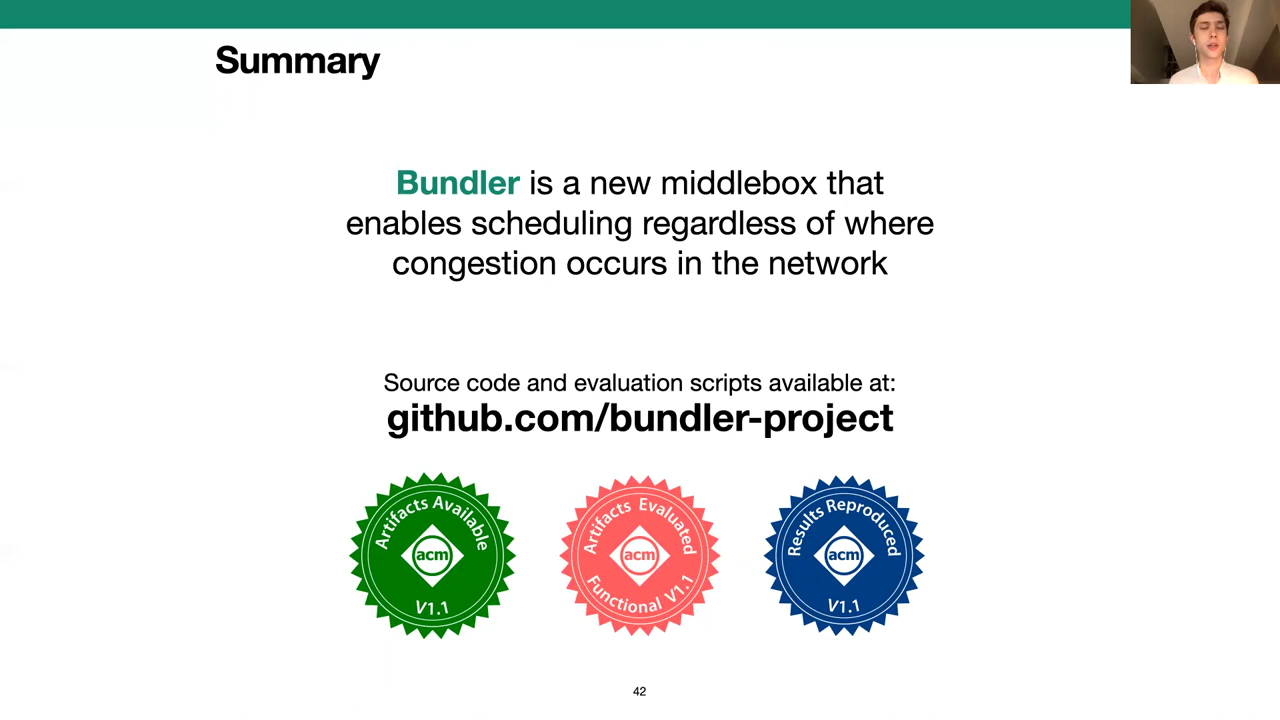 Summary
Bundler is a new middlebox that
enables scheduling regardless of where
congestion occurs in the network
Source code and evaluation scripts available at:
github.com/bundler-project
Artifacts Available
acm
V1.1
Artifacts Evaluated
acm
Functional V1.1
Results Reproduced
acm
V1.1
42